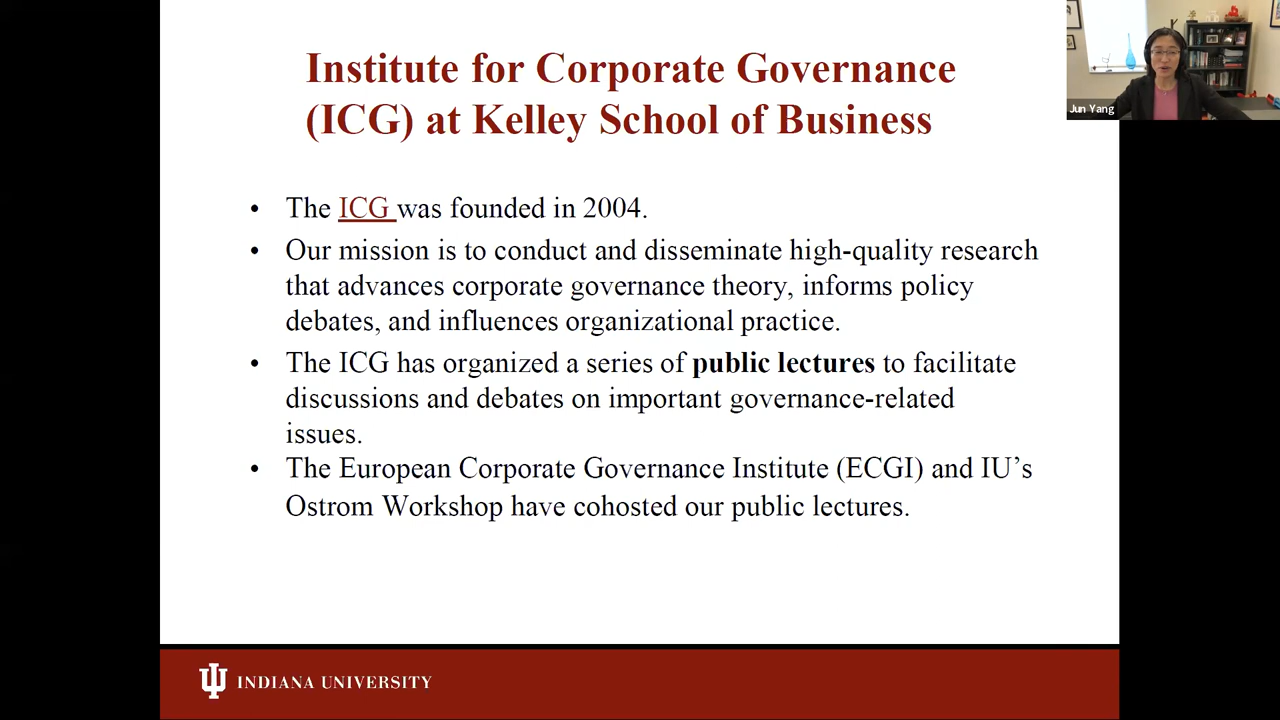 Institute for Corporate Governance
(ICG) at Kelley School of Business
Jun Yang
• The ICG was founded in 2004.
• Our mission is to conduct and disseminate high-quality research
that advances corporate governance theory, informs policy
debates, and influences organizational practice.
• The ICG has organized a series of public lectures to facilitate
discussions and debates on important governance-related
issues.
• The European Corporate Governance Institute (ECGI) and IU’s
Ostrom Workshop have cohosted our public lectures.
INDIANA UNIVERSITY